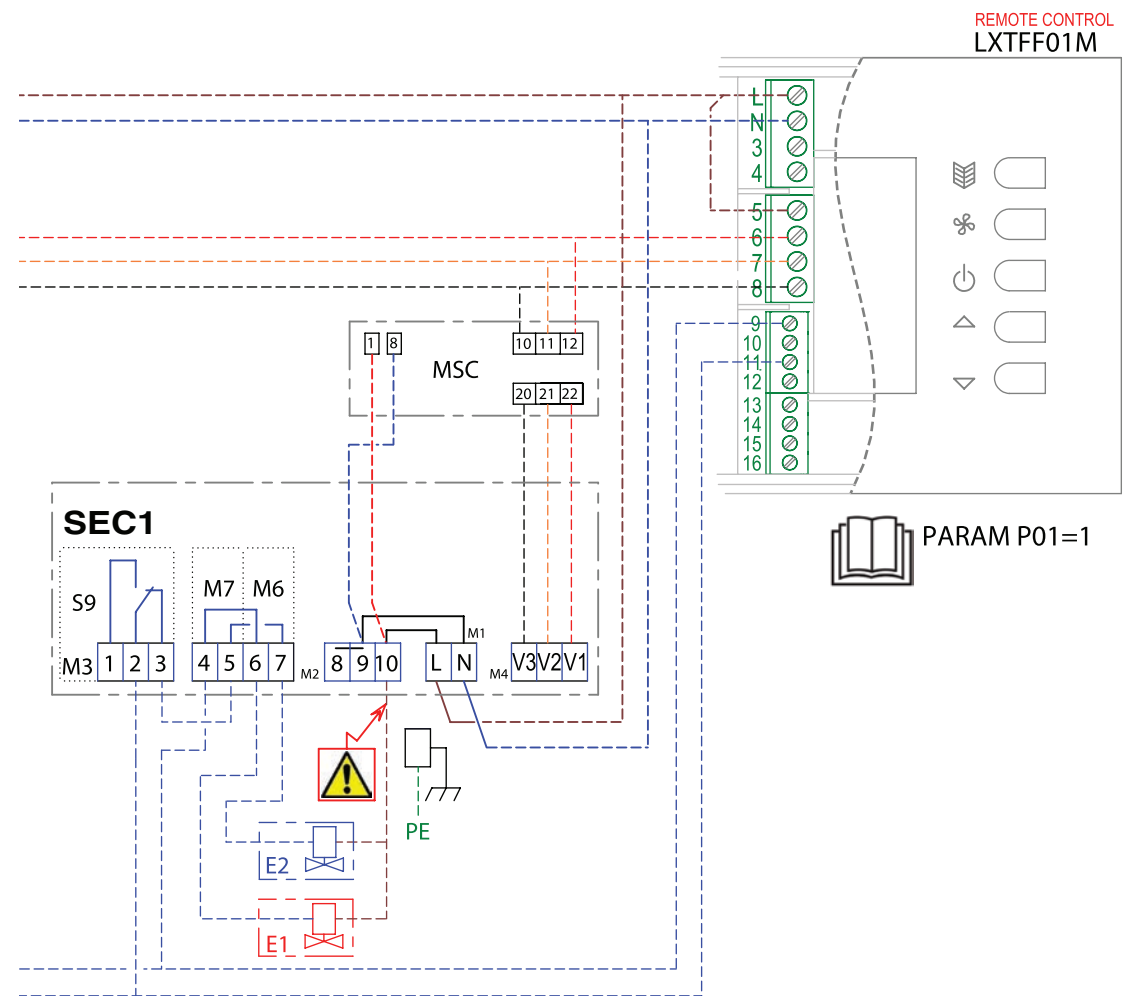 REMOTE CONTROL
LXTFF01M
L
N
3
4
5
6
7
8
9
10
11
12
13
14
15
16
1 8
10 11 12
MSC
20 21 22
SEC1
PARAM P01=1
S9
M7 M6
M1
M3 1 2 3 4 5 6 7 M2 8 9 10 L N M4 V3 V2 V1
PE
E2
E1